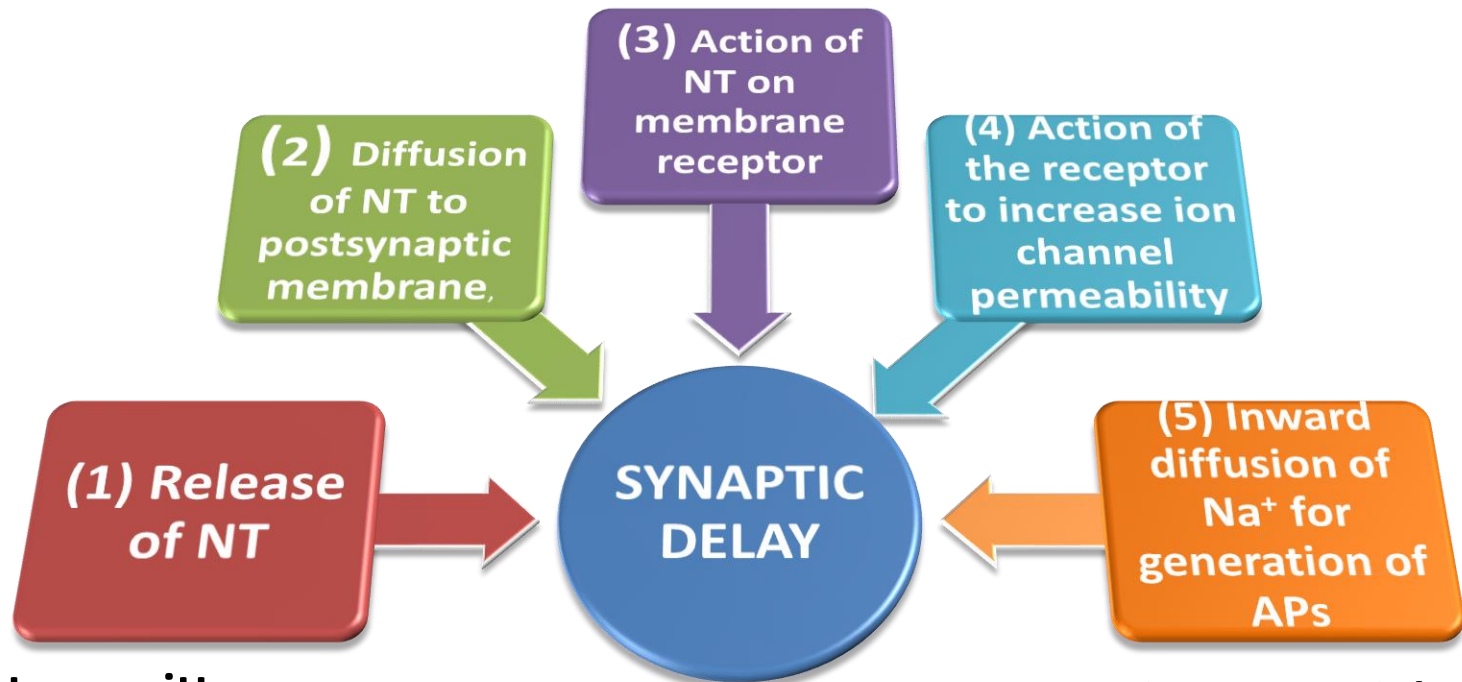 (1) Release
of NT
(2) Diffusion
of NT to
postsynaptic
membrane,
(3) Action of
NT on
membrane
receptor
(4) Action of
the receptor
to increase ion
channel
permeability
(5) Inward
diffusion of
Na⁺ for
generation of
APs
SYNAPTIC
DELAY